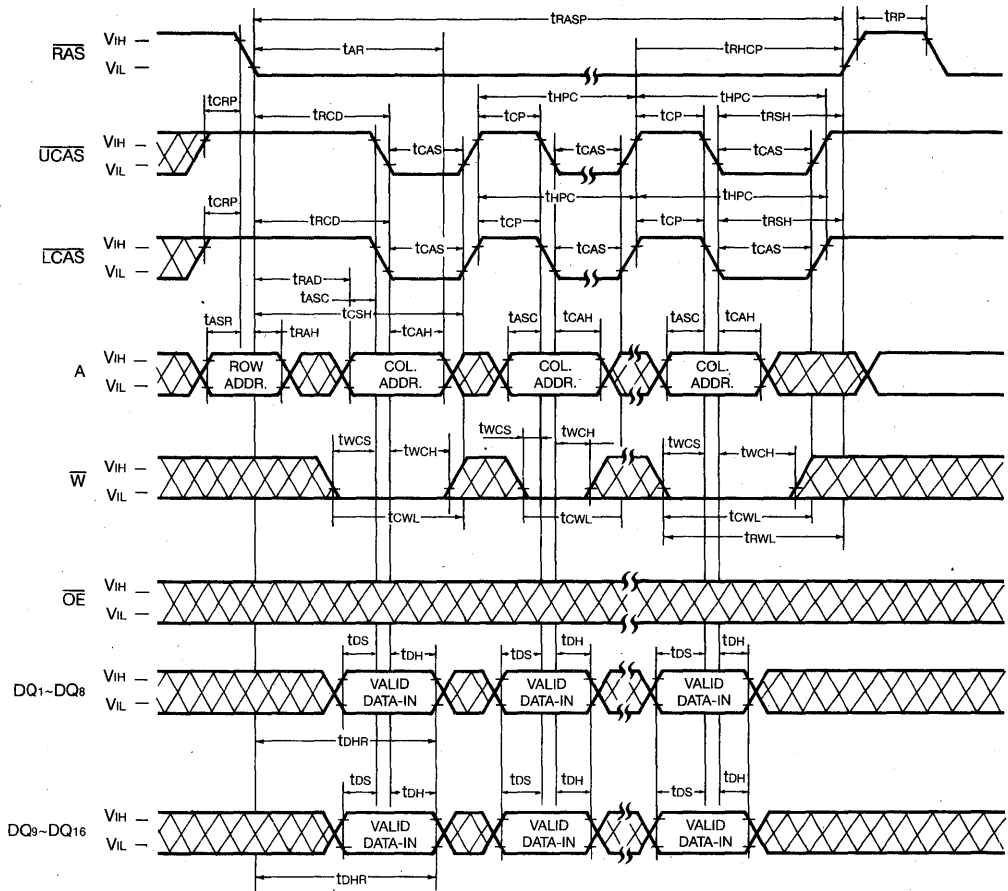 tRASP
tRP
RAS VIH — VIL —
tAR tRHCP
tCRP tHPC tHPC
tRCD tCP tCP tRSH
UCAS VIH — VIL —
tCAS tCAS tCAS
tCRP tHPC tHPC
tRCD tCP tCP tRSH
LCAS VIH — VIL —
tCAS tCAS tCAS
tRAD
tASC
tCSH
tASR tRAH tCAH tASC tCAH tASC tCAH
A VIH — VIL —
ROW ADDR. COL. ADDR. COL. ADDR. COL. ADDR.
tWCS tWCH tWCS tWCH tWCS tWCH
W VIH — VIL —
tCWL tCWL tCWL
tRWL
OE VIH — VIL —
tDS tDH tDS tDH tDS tDH
DQ1~DQ8 VIH — VIL —
VALID DATA-IN VALID DATA-IN VALID DATA-IN
tDHR
tDS tDH tDS tDH tDS tDH
DQ9~DQ16 VIH — VIL —
VALID DATA-IN VALID DATA-IN VALID DATA-IN
tDHR